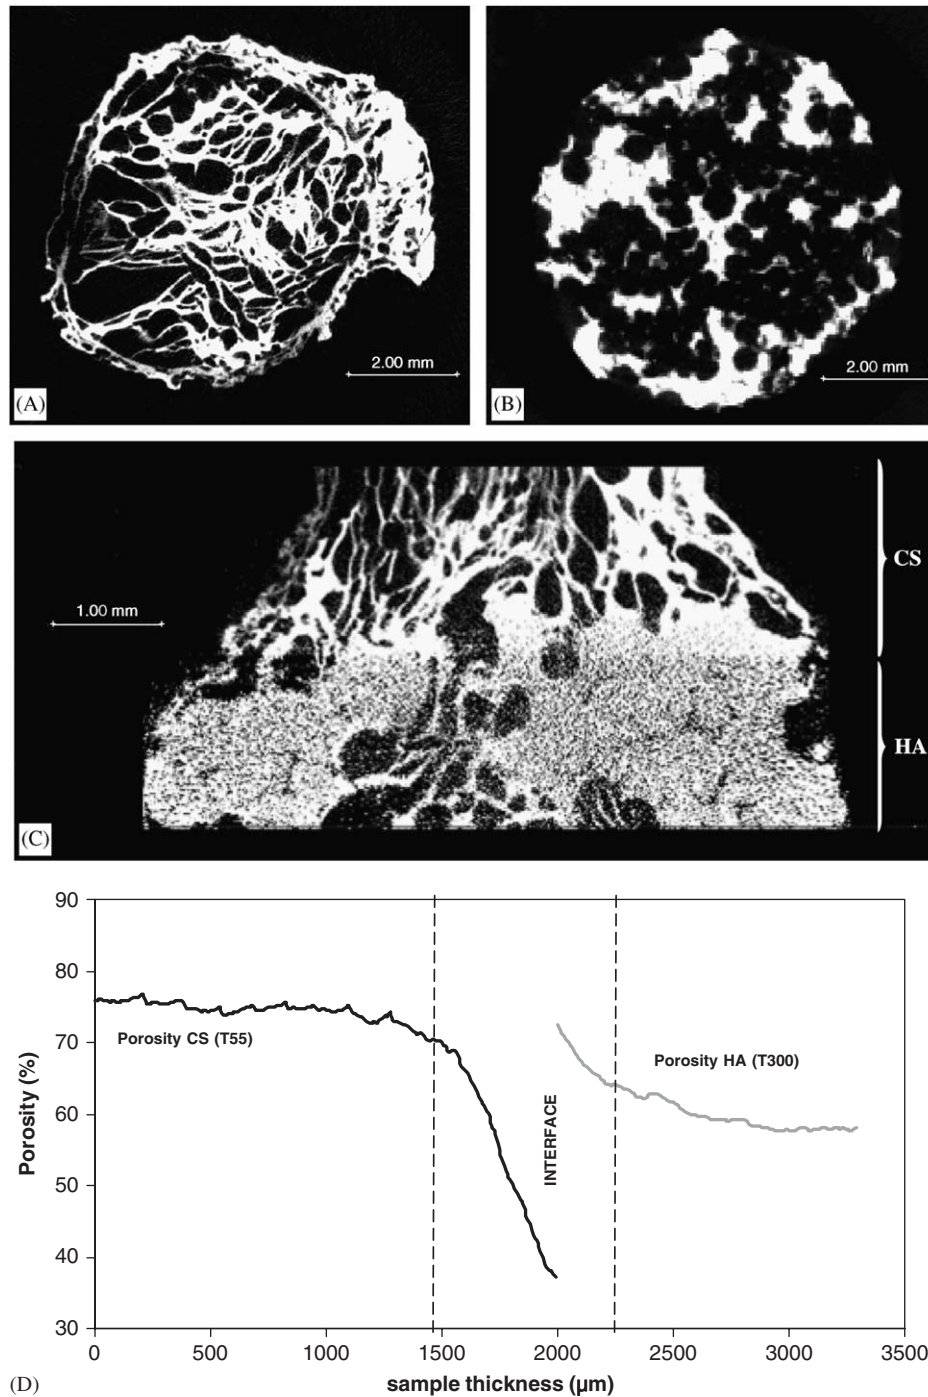 2.00 mm
(A)
2.00 mm
(B)
1.00 mm
CS
HA
(C)
90
80
70
60
50
40
30
Porosity (%)
Porosity CS (T55)
INTERFACE
Porosity HA (T300)
0
500
1000
1500
2000
2500
3000
3500
sample thickness (μm)
(D)